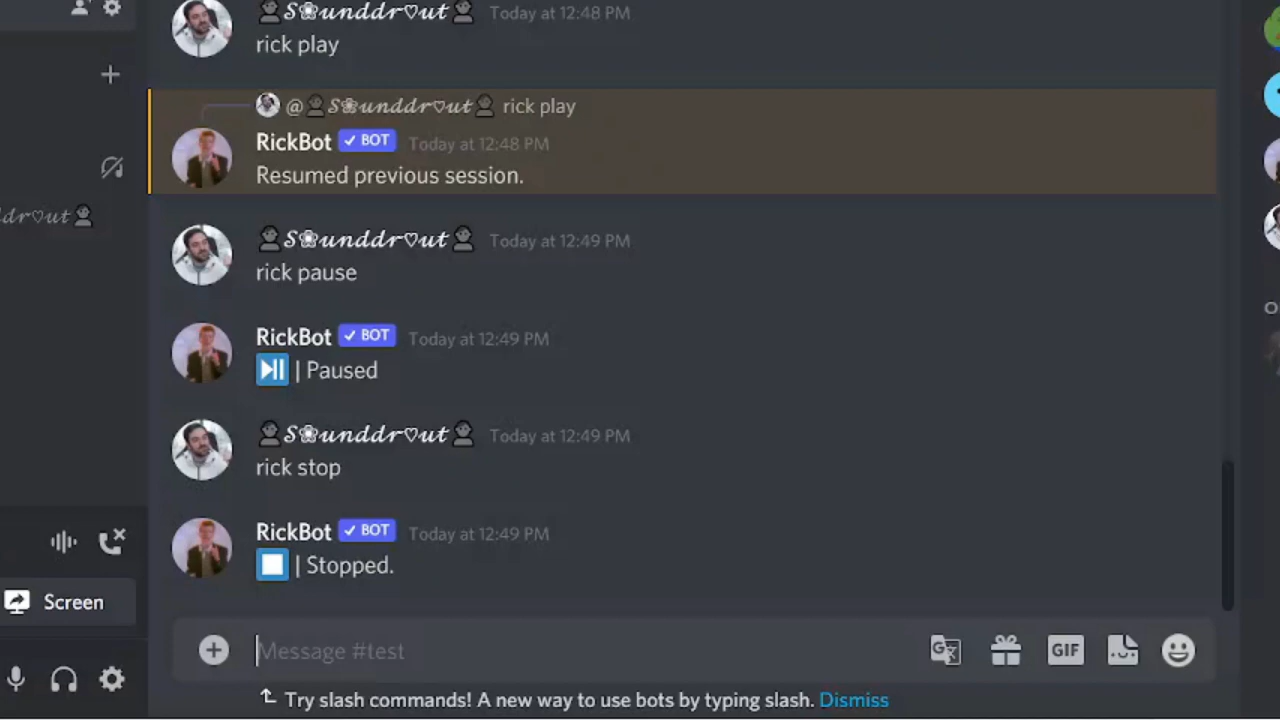 👤𝓢❀𝓾𝓷𝓭𝓭𝓻♡𝓾𝓽👤 Today at 12:48 PM
rick play
@👤𝓢❀𝓾𝓷𝓭𝓭𝓻♡𝓾𝓽👤 rick play
RickBot ✓ BOT Today at 12:48 PM
Resumed previous session.
𝓭𝓻♡𝓾𝓽👤
👤𝓢❀𝓾𝓷𝓭𝓭𝓻♡𝓾𝓽👤 Today at 12:49 PM
rick pause
RickBot ✓ BOT Today at 12:49 PM
⏯ | Paused
👤𝓢❀𝓾𝓷𝓭𝓭𝓻♡𝓾𝓽👤 Today at 12:49 PM
rick stop
RickBot ✓ BOT Today at 12:49 PM
⏹ | Stopped.
Screen
Message #test
GIF
Try slash commands! A new way to use bots by typing slash. Dismiss